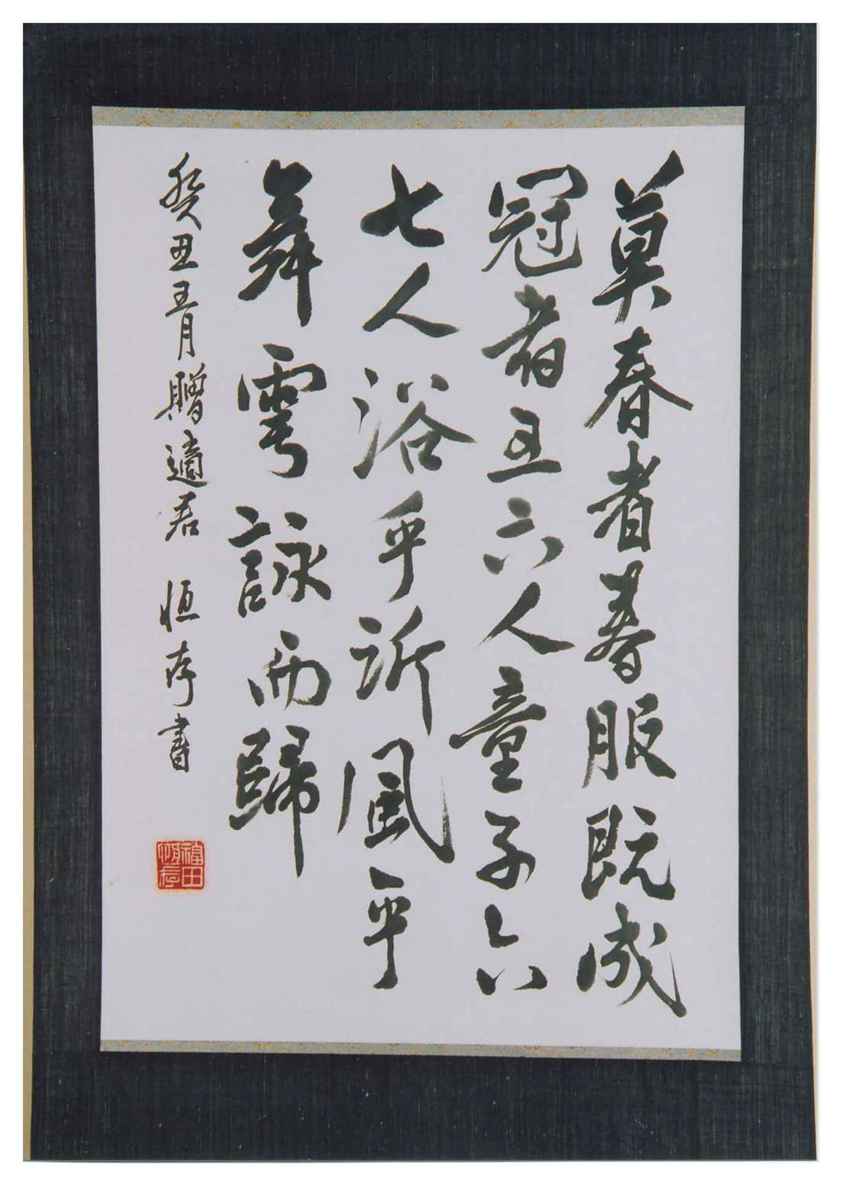 莫春者春服既成
冠者五六人童子六
七人浴乎沂風乎
舞雩詠而歸
癸丑五月贈適君 恆存書
福田
恆存